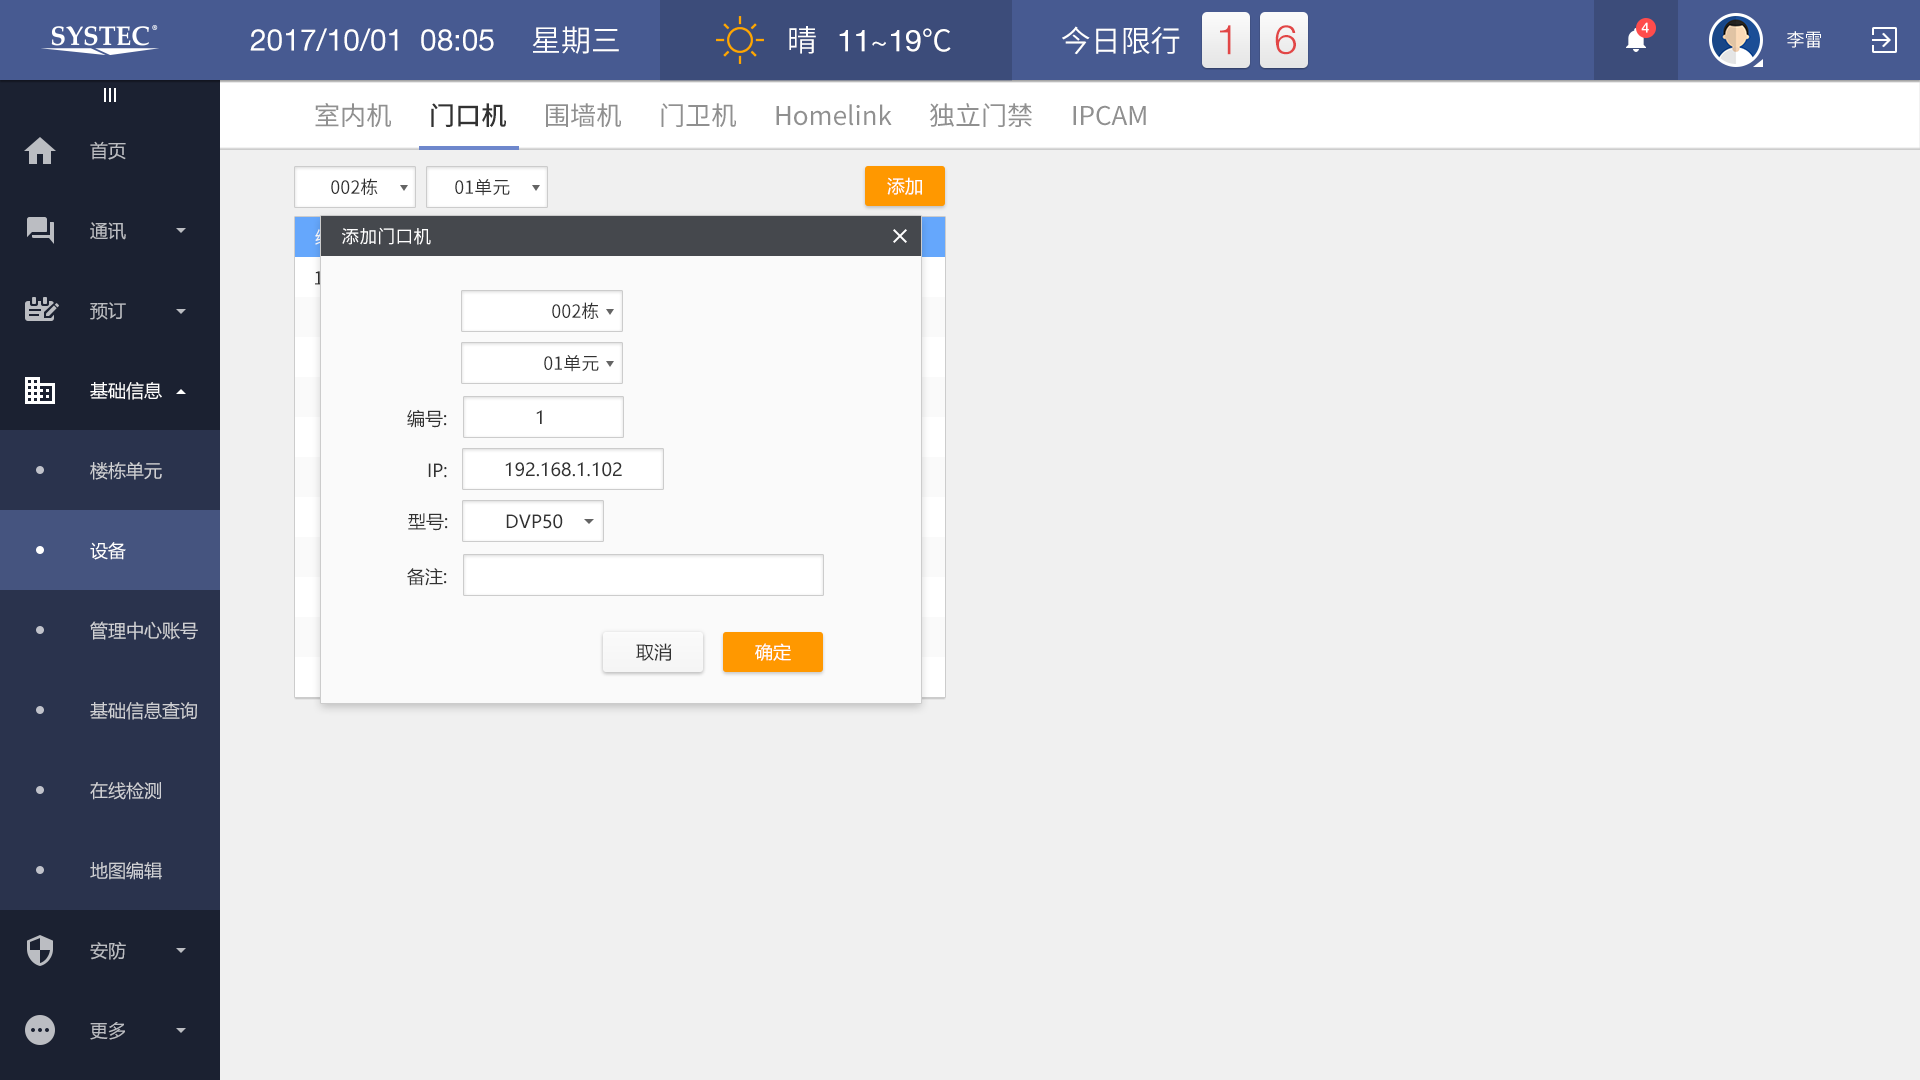 SYSTEC®
2017/10/01 08:05 星期三
晴 11~19℃
今日限行 1 6
4
李雷
首页
通讯
预订
基础信息
楼栋单元
设备
管理中心账号
基础信息查询
在线检测
地图编辑
安防
更多
室内机 门口机 围墙机 门卫机 Homelink 独立门禁 IPCAM
002栋 01单元 添加
添加门口机
002栋
01单元
编号: 1
IP: 192.168.1.102
型号: DVP50
备注:
取消 确定
1